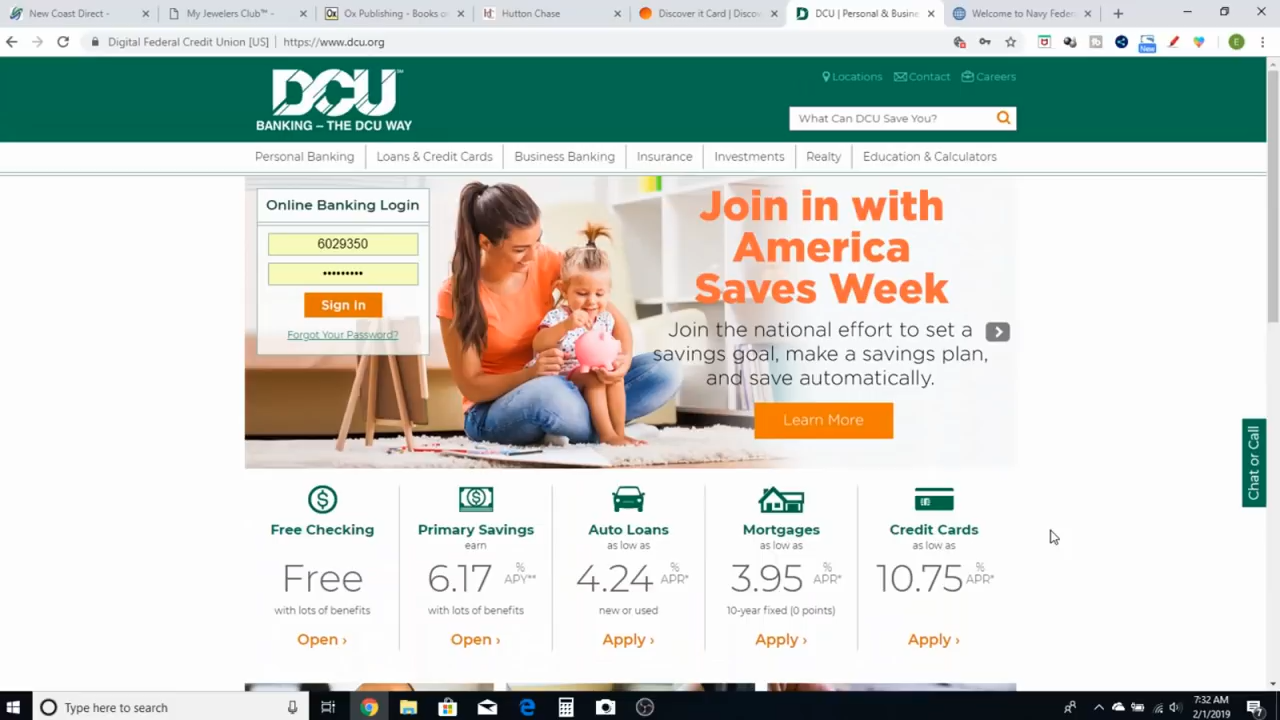 New Coast Direct -
My Jewelers Club™ -
Ox Publishing - Books o
Hutton Chase
Discover it Card | Discov
DCU | Personal & Busine
Welcome to Navy Feder
Digital Federal Credit Union [US]
https://www.dcu.org
New
E
DCU
BANKING – THE DCU WAY
Locations
Contact
Careers
What Can DCU Save You?
Personal Banking
Loans & Credit Cards
Business Banking
Insurance
Investments
Realty
Education & Calculators
Online Banking Login
6029350
•••••••••
Sign In
Forgot Your Password?
Join in with
America
Saves Week
Join the national effort to set a
savings goal, make a savings plan,
and save automatically.
Learn More
Chat or Call
Free Checking
Free
with lots of benefits
Open ›
Primary Savings
earn
6.17 % APY**
with lots of benefits
Open ›
Auto Loans
as low as
4.24 % APR*
new or used
Apply ›
Mortgages
as low as
3.95 % APR*
10-year fixed (0 points)
Apply ›
Credit Cards
as low as
10.75 % APR*
Apply ›
Type here to search
7:32 AM
2/1/2019